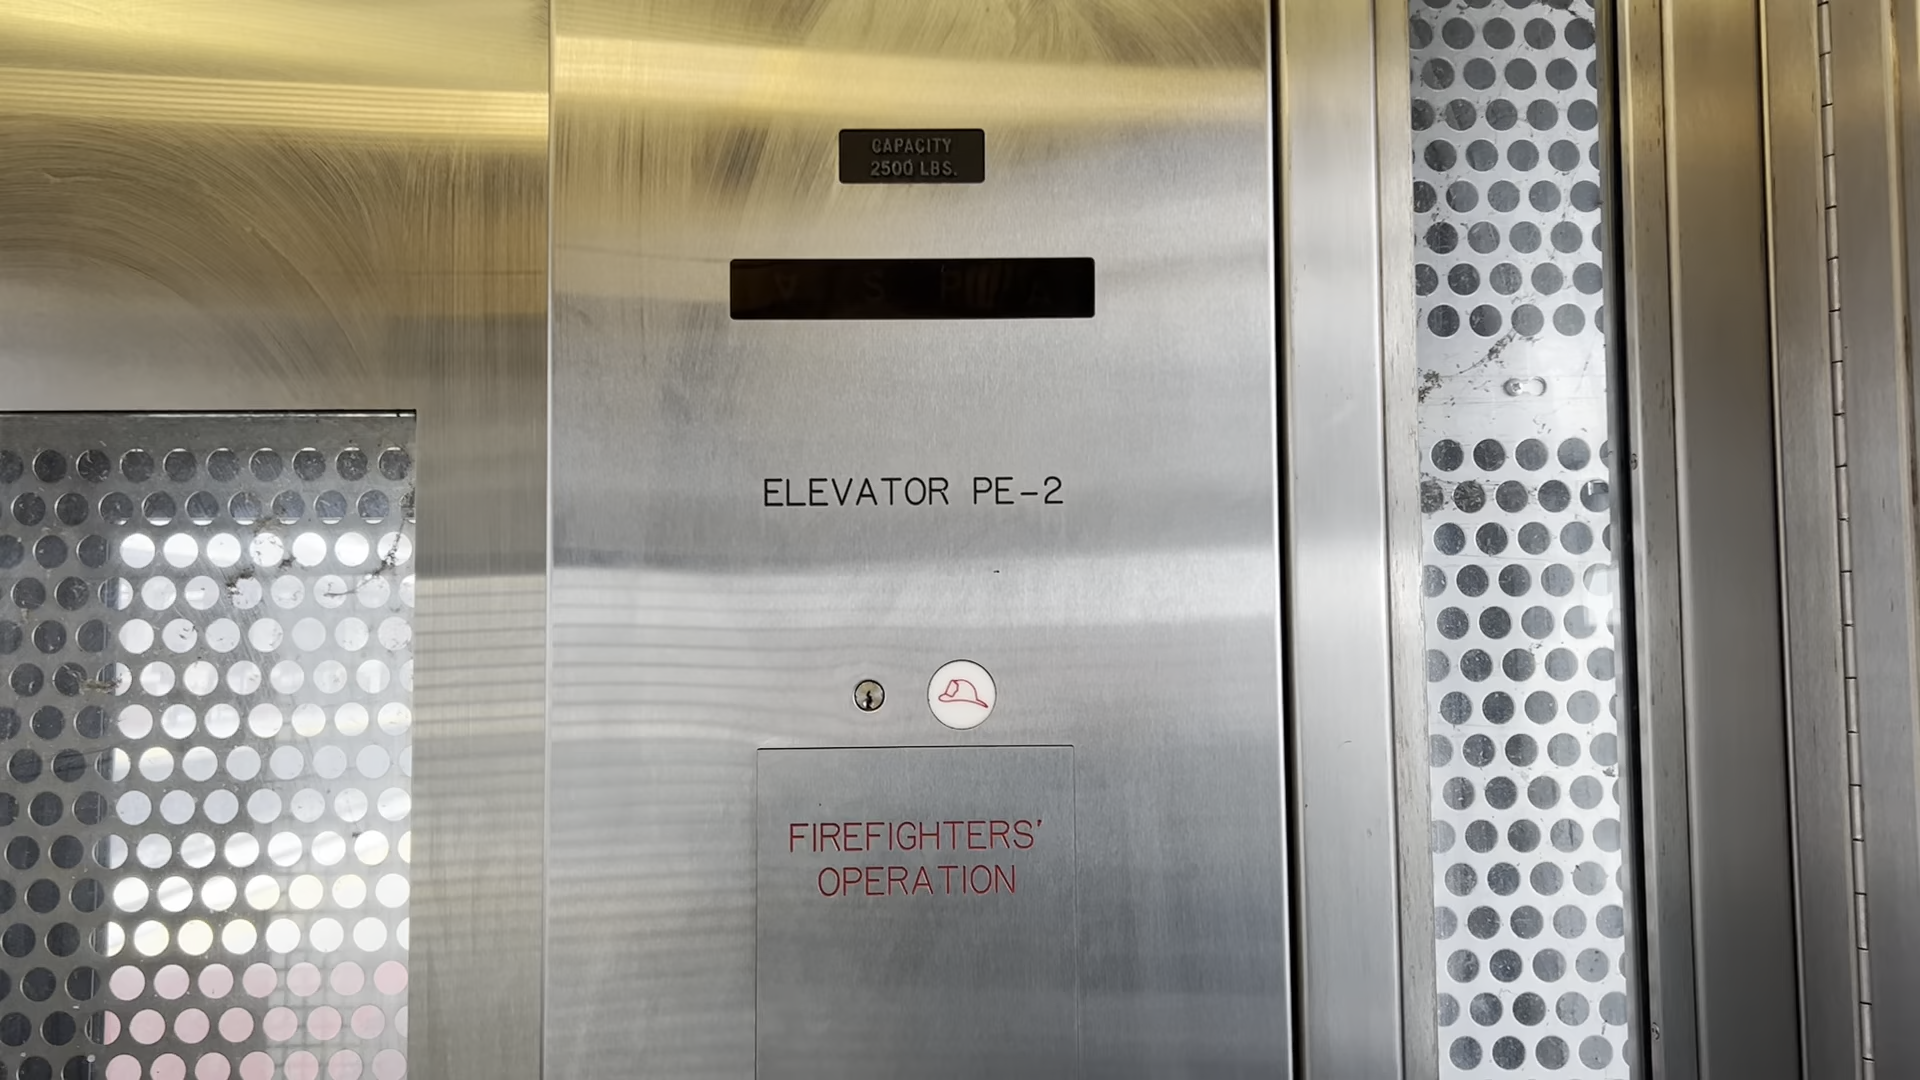 CAPACITY
2500 LBS.
ELEVATOR PE-2
FIREFIGHTERS'
OPERATION